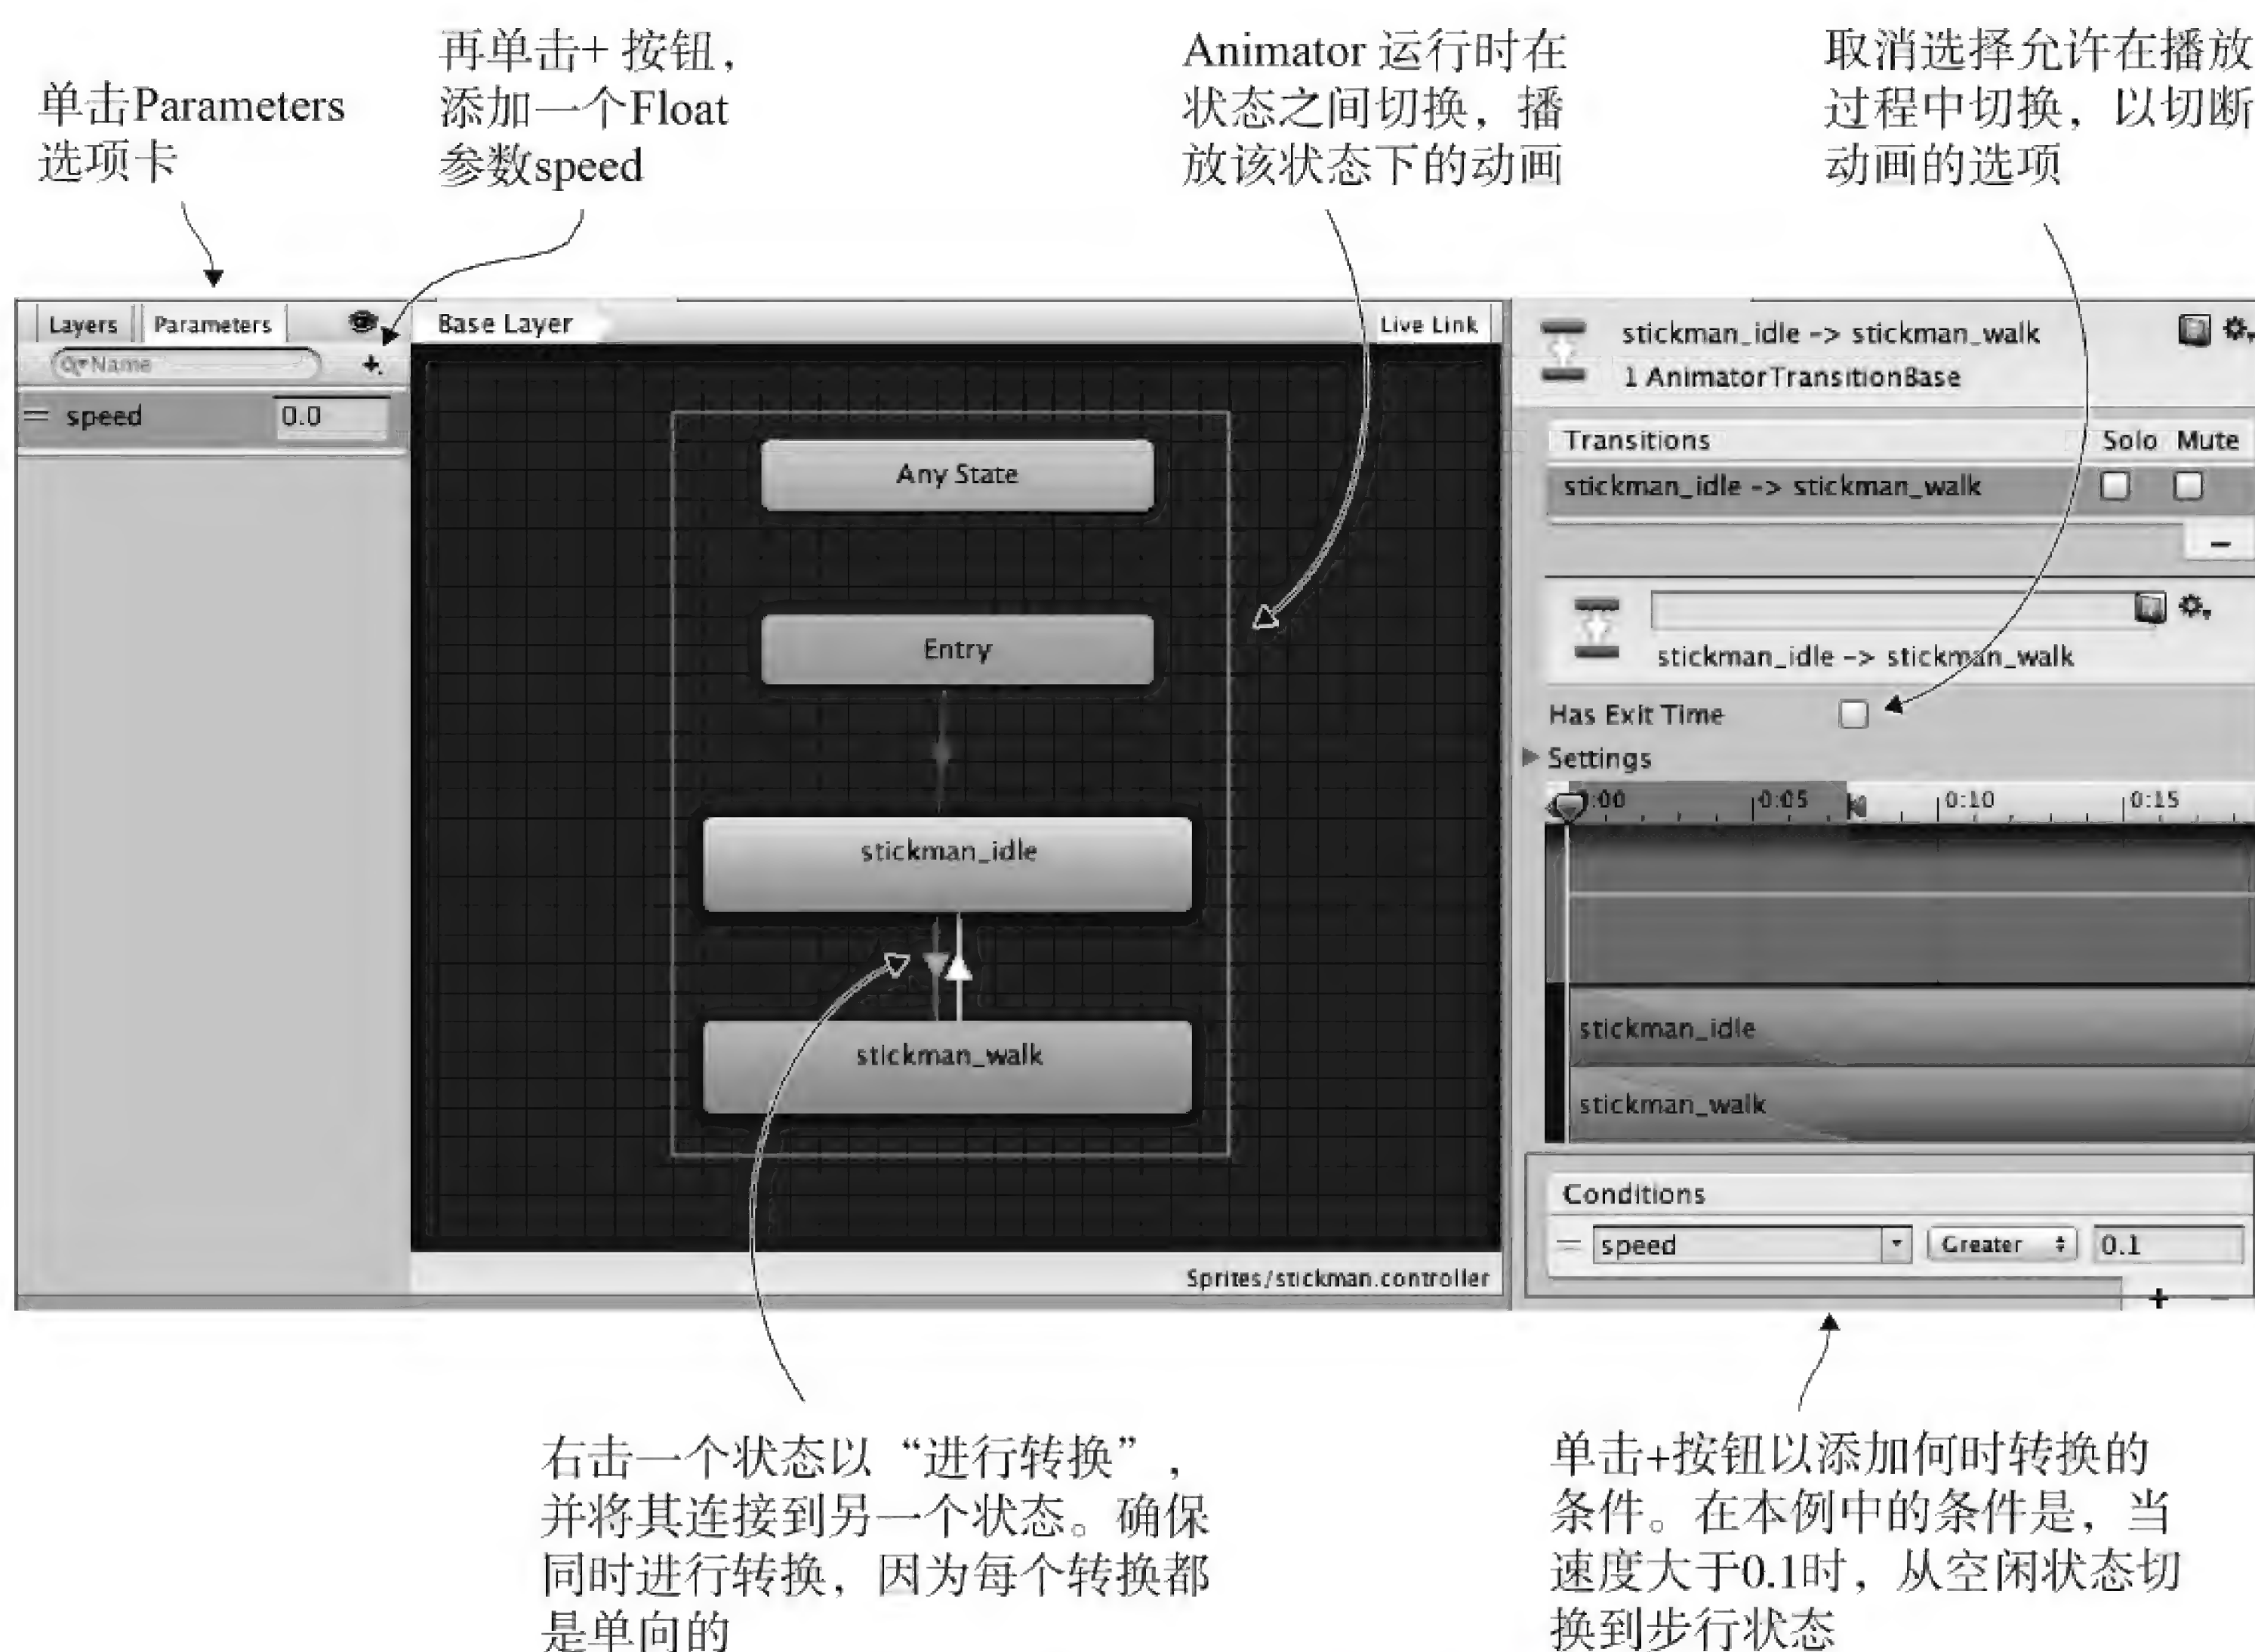 单击Parameters
选项卡
再单击+ 按钮，
添加一个Float
参数speed
Animator 运行时在
状态之间切换，播
放该状态下的动画
取消选择允许在播放
过程中切换，以切断
动画的选项
Layers
Parameters
Name
speed
0.0
Base Layer
Live Link
Any State
Entry
stickman_idle
stickman_walk
Sprites/stickman.controller
stickman_idle -> stickman_walk
1 AnimatorTransitionBase
Transitions
Solo
Mute
stickman_idle -> stickman_walk
stickman_idle -> stickman_walk
Has Exit Time
Settings
:00
0:05
0:10
0:15
stickman_idle
stickman_walk
Conditions
speed
Greater
0.1
右击一个状态以“进行转换”，
并将其连接到另一个状态。确保
同时进行转换，因为每个转换都
是单向的
单击+按钮以添加何时转换的
条件。在本例中的条件是，当
速度大于0.1时，从空闲状态切
换到步行状态